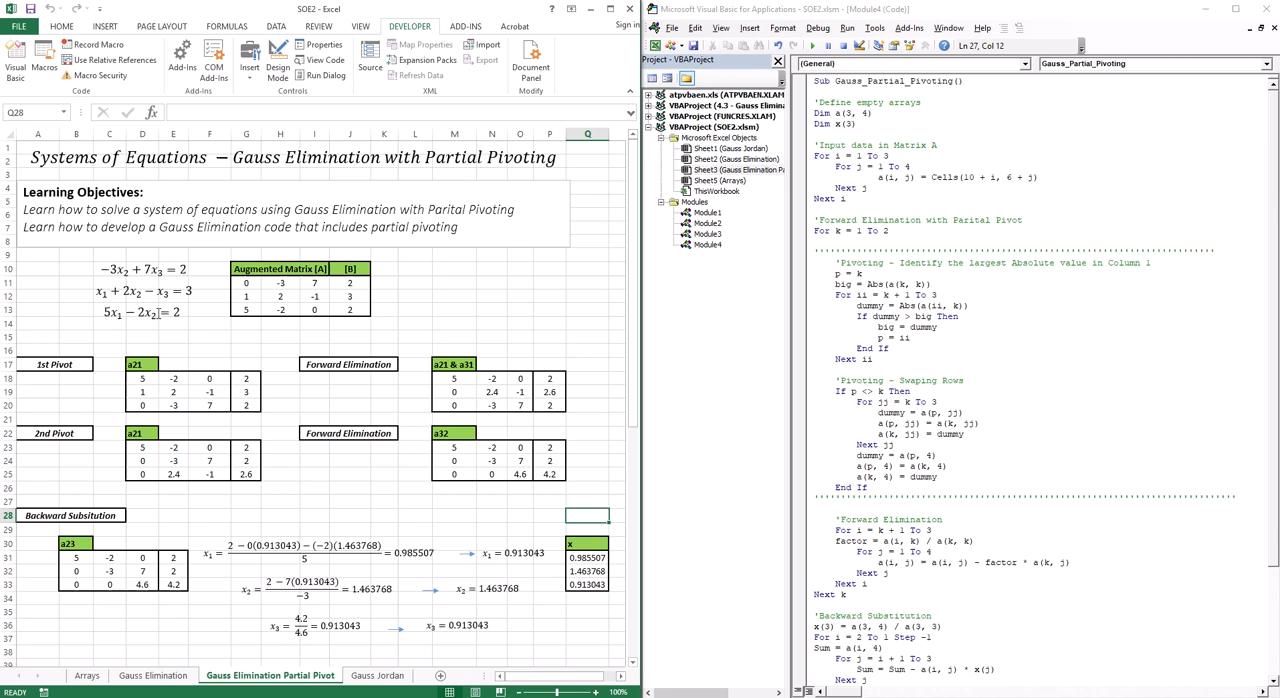 SOE2 - Excel
Sign in
FILE HOME INSERT PAGE LAYOUT FORMULAS DATA REVIEW VIEW DEVELOPER ADD-INS Acrobat
Visual Basic
Macros
Record Macro
Use Relative References
Macro Security
Code
Add-Ins
COM Add-Ins
Add-Ins
Insert
Design Mode
Properties
View Code
Run Dialog
Controls
Source
Map Properties
Expansion Packs
Refresh Data
Import
Export
XML
Document Panel
Modify
Q28
fx
A B C D E F G H I J K L M N O P Q
Systems of Equations − Gauss Elimination with Partial Pivoting
Learning Objectives:
Learn how to solve a system of equations using Gauss Elimination with Parital Pivoting
Learn how to develop a Gauss Elimination code that includes partial pivoting
−3x₂ + 7x₃ = 2
x₁ + 2x₂ − x₃ = 3
5x₁ − 2x₂ = 2
Augmented Matrix [A] [B]
0 -3 7 2
1 2 -1 3
5 -2 0 2
1st Pivot a21 Forward Elimination a21 & a31
5 -2 0 2 5 -2 0 2
1 2 -1 3 0 2.4 -1 2.6
0 -3 7 2 0 -3 7 2
2nd Pivot a21 Forward Elimination a32
5 -2 0 2 5 -2 0 2
0 -3 7 2 0 -3 7 2
0 2.4 -1 2.6 0 0 4.6 4.2
Backward Subsitution
a23
5 -2 0 2
0 -3 7 2
0 0 4.6 4.2
x₁ = (2 − 0(0.913043) − (−2)(1.463768)) / 5 = 0.985507 → x₁ = 0.913043
x₂ = (2 − 7(0.913043)) / −3 = 1.463768 → x₂ = 1.463768
x₃ = 4.2 / 4.6 = 0.913043 → x₃ = 0.913043
x
0.985507
1.463768
0.913043
Arrays Gauss Elimination Gauss Elimination Partial Pivot Gauss Jordan
READY
100%
Microsoft Visual Basic for Applications - SOE2.xlsm - [Module4 (Code)]
File Edit View Insert Format Debug Run Tools Add-Ins Window Help
Ln 27, Col 12
Project - VBAProject
atpvbaen.xls (ATPVBAEN.XLAM
VBAProject (4.3 - Gauss Elimina
VBAProject (FUNCRES.XLAM)
VBAProject (SOE2.xlsm)
Microsoft Excel Objects
Sheet1 (Gauss Jordan)
Sheet2 (Gauss Elimination)
Sheet3 (Gauss Elimination Pa
Sheet5 (Arrays)
ThisWorkbook
Modules
Module1
Module2
Module3
Module4
(General) Gauss_Partial_Pivoting
Sub Gauss_Partial_Pivoting()
'Define empty arrays
Dim a(3, 4)
Dim x(3)
'Input data in Matrix A
For i = 1 To 3
For j = 1 To 4
a(i, j) = Cells(10 + i, 6 + j)
Next j
Next i
'Forward Elimination with Parital Pivot
For k = 1 To 2
'Pivoting - Identify the largest Absolute value in Column 1
p = k
big = Abs(a(k, k))
For ii = k + 1 To 3
dummy = Abs(a(ii, k))
If dummy > big Then
big = dummy
p = ii
End If
Next ii
'Pivoting - Swaping Rows
If p <> k Then
For jj = k To 3
dummy = a(p, jj)
a(p, jj) = a(k, jj)
a(k, jj) = dummy
Next jj
dummy = a(p, 4)
a(p, 4) = a(k, 4)
a(k, 4) = dummy
End If
'Forward Elimination
For i = k + 1 To 3
factor = a(i, k) / a(k, k)
For j = 1 To 4
a(i, j) = a(i, j) - factor * a(k, j)
Next j
Next i
Next k
'Backward Substitution
x(3) = a(3, 4) / a(3, 3)
For i = 2 To 1 Step -1
Sum = a(i, 4)
For j = i + 1 To 3
Sum = Sum - a(i, j) * x(j)
Next j